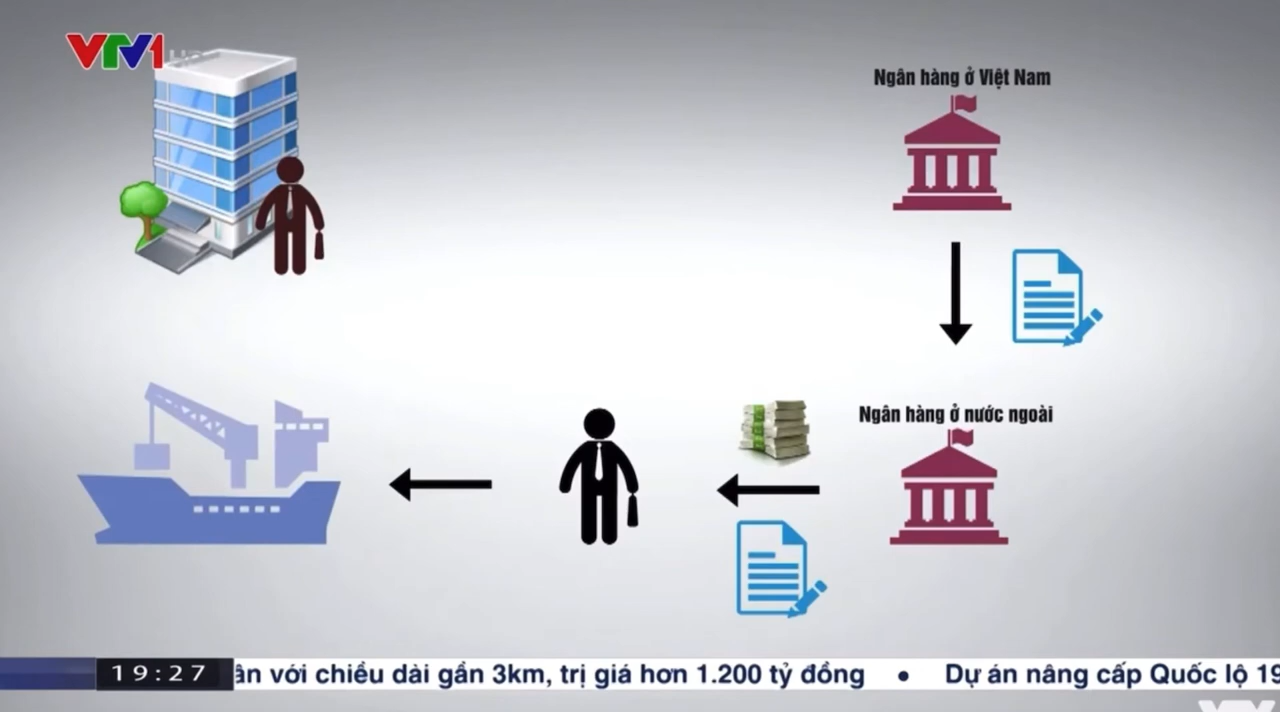 VTV1 HD
Ngân hàng ở Việt Nam
Ngân hàng ở nước ngoài
19:27
ân với chiều dài gần 3km, trị giá hơn 1.200 tỷ đồng • Dự án nâng cấp Quốc lộ 19